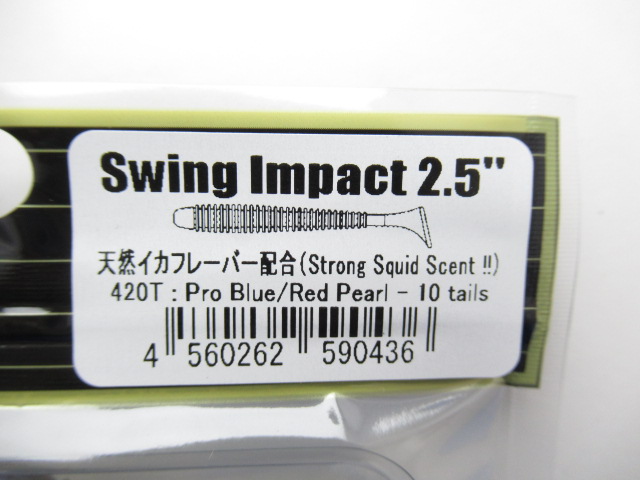 Swing Impact 2.5"
天然イカフレーバー配合(Strong Squid Scent !!)
420T : Pro Blue/Red Pearl - 10 tails
4 560262 590436